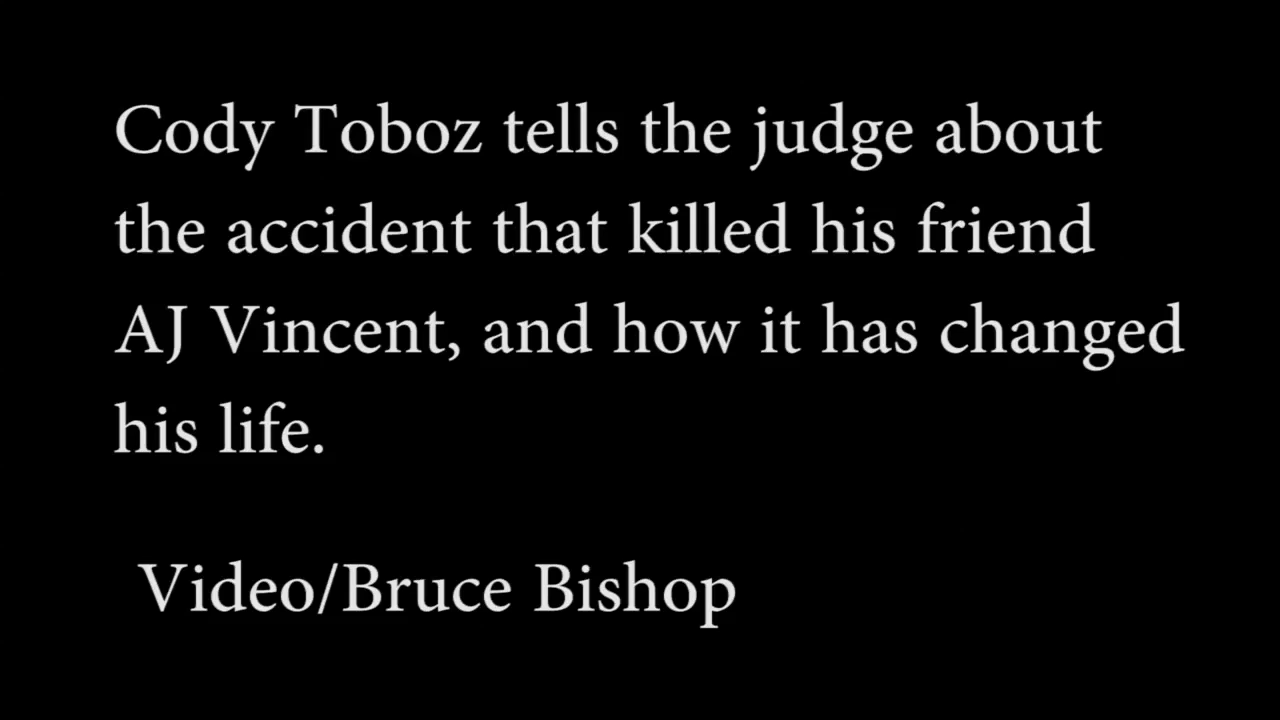 Cody Toboz tells the judge about
the accident that killed his friend
AJ Vincent, and how it has changed
his life.
Video/Bruce Bishop